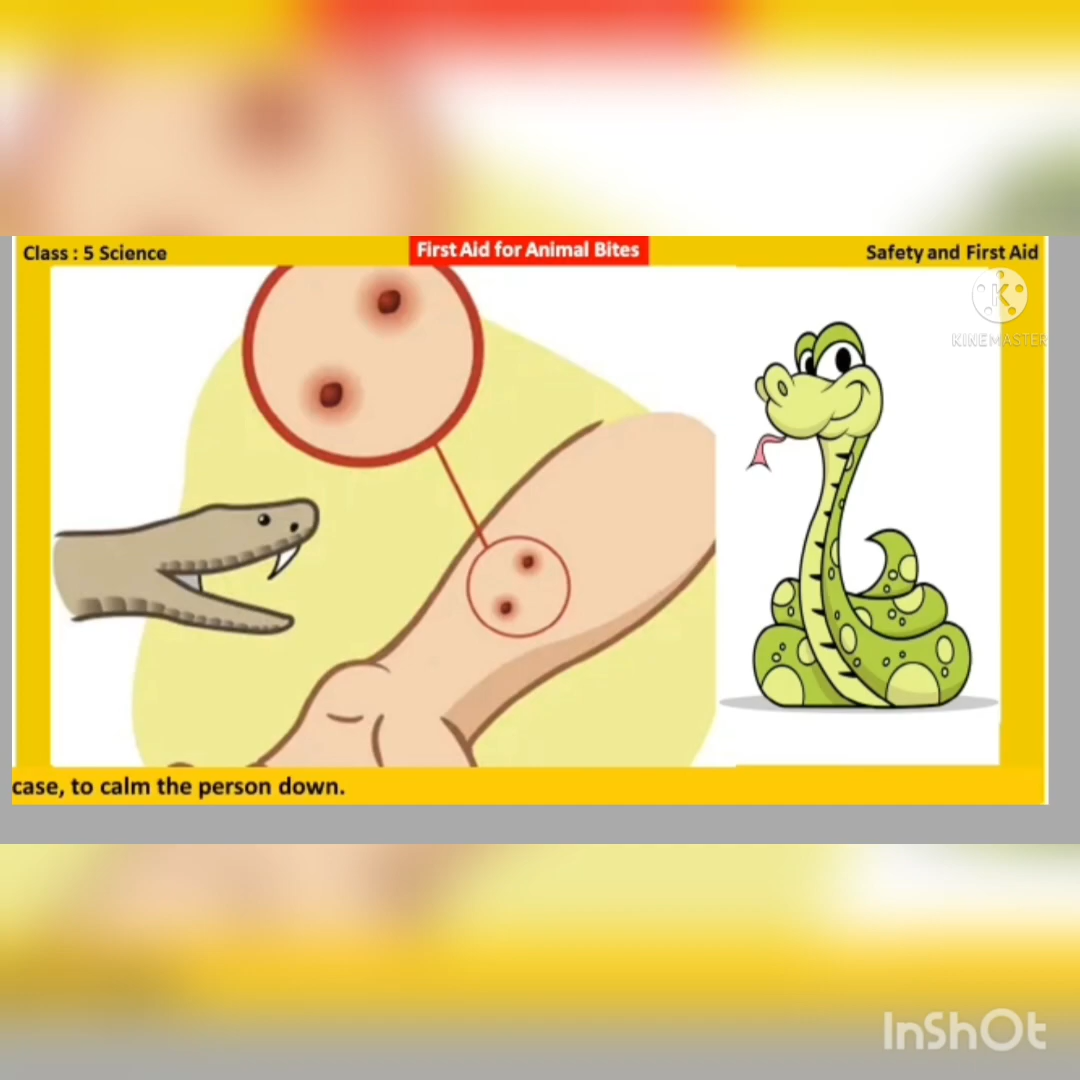 Class : 5 Science
First Aid for Animal Bites
Safety and First Aid
K
KINEMASTER
case, to calm the person down.
InShOt